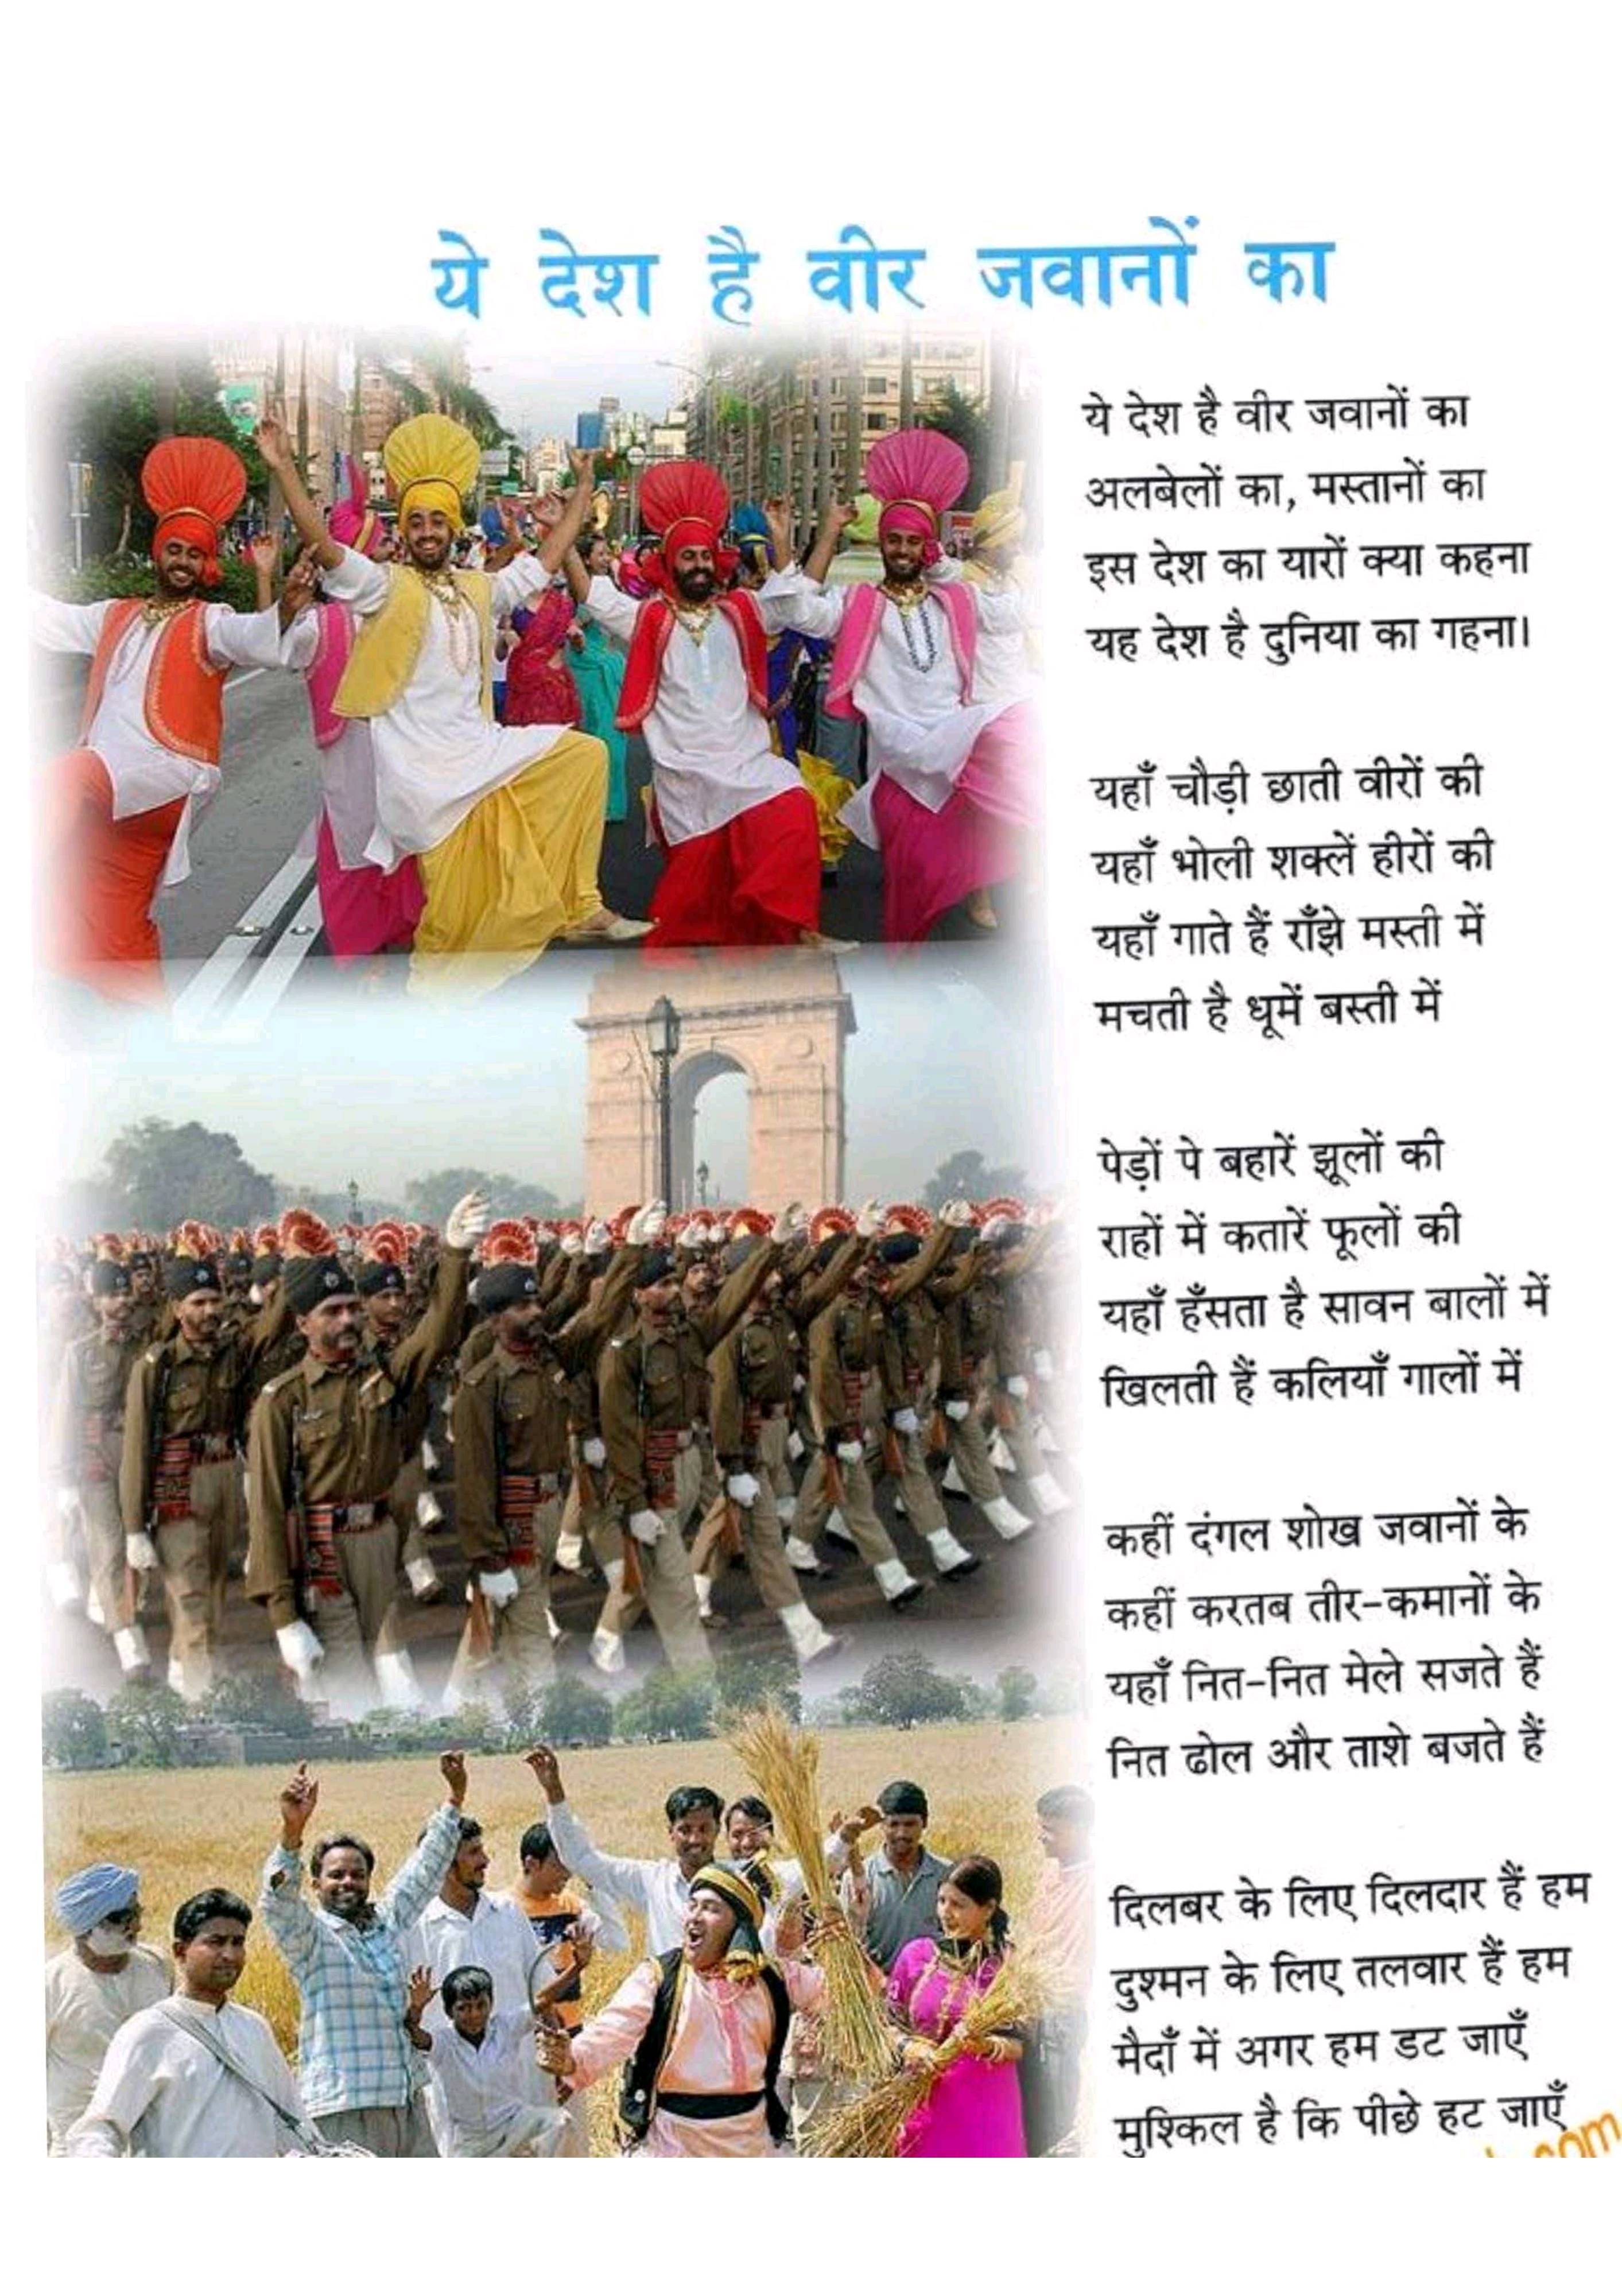 ये देश है वीर जवानों का
ये देश है वीर जवानों का
अलबेलों का, मस्तानों का
इस देश का यारों क्या कहना
यह देश है दुनिया का गहना।
यहाँ चौड़ी छाती वीरों की
यहाँ भोली शक्लें हीरों की
यहाँ गाते हैं राँझे मस्ती में
मचती है धूमें बस्ती में
पेड़ों पे बहारें झूलों की
राहों में कतारें फूलों की
यहाँ हँसता है सावन बालों में
खिलती हैं कलियाँ गालों में
कहीं दंगल शोख जवानों के
कहीं करतब तीर-कमानों के
यहाँ नित-नित मेले सजते हैं
नित ढोल और ताशे बजते हैं
दिलबर के लिए दिलदार हैं हम
दुश्मन के लिए तलवार हैं हम
मैदाँ में अगर हम डट जाएँ
मुश्किल है कि पीछे हट जाएँ